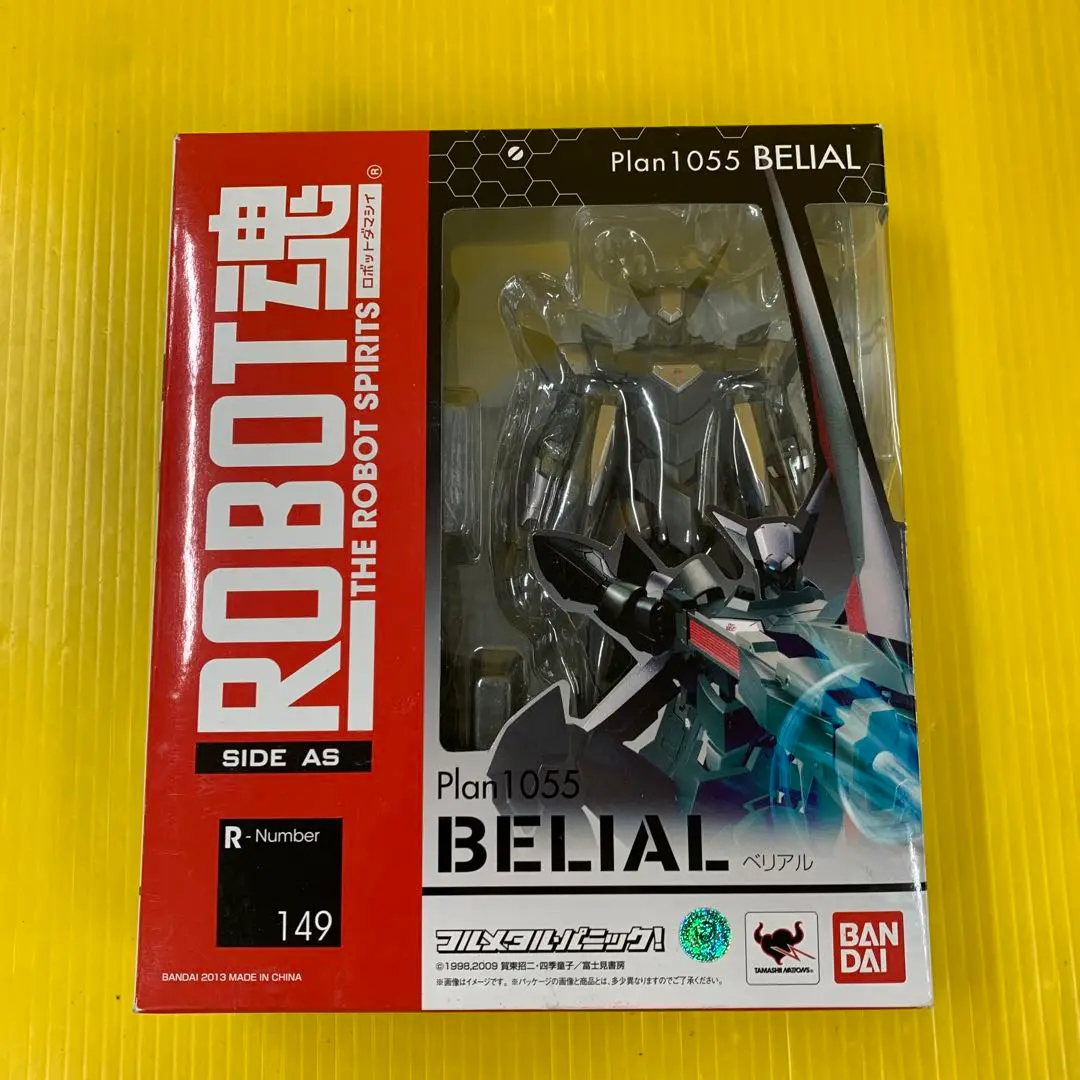 ROBOT魂
®
ロボットダマシイ
THE ROBOT SPIRITS
SIDE AS
R - Number
149
BANDAI 2013 MADE IN CHINA
Plan1055 BELIAL
Plan1055
BELIAL ベリアル
フルメタル・パニック!
©1998,2009 賀東招二・四季童子/富士見書房
※画像はイメージです。※パッケージの画像と商品とは、多少異なりますのでご了承ください。
TAMASHII NATIONS®
BAN
DAI